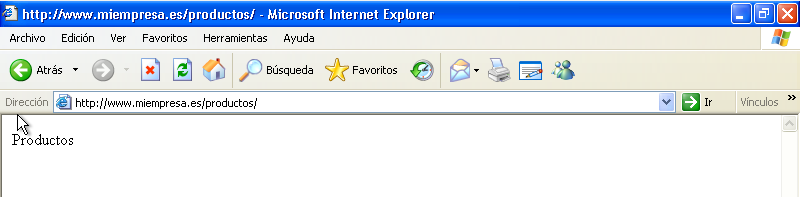 http://www.miempresa.es/productos/ - Microsoft Internet Explorer
Archivo Edición Ver Favoritos Herramientas Ayuda
Atrás Búsqueda Favoritos
Dirección http://www.miempresa.es/productos/ Ir Vínculos »
Productos